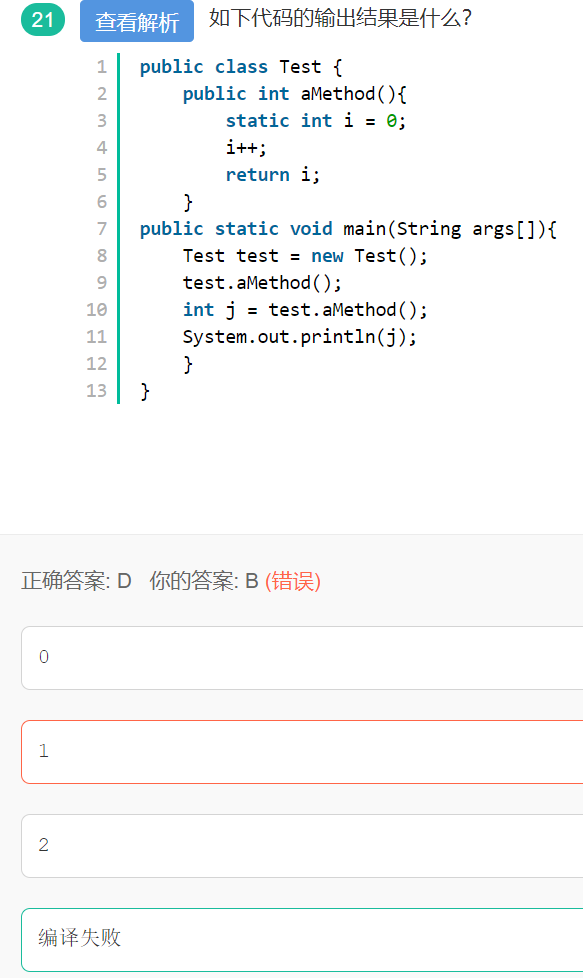 21 查看解析 如下代码的输出结果是什么?
1 public class Test {
2     public int aMethod(){
3         static int i = 0;
4         i++;
5         return i;
6     }
7 public static void main(String args[]){
8     Test test = new Test();
9     test.aMethod();
10     int j = test.aMethod();
11     System.out.println(j);
12     }
13 }
正确答案: D 你的答案: B (错误)
0
1
2
编译失败